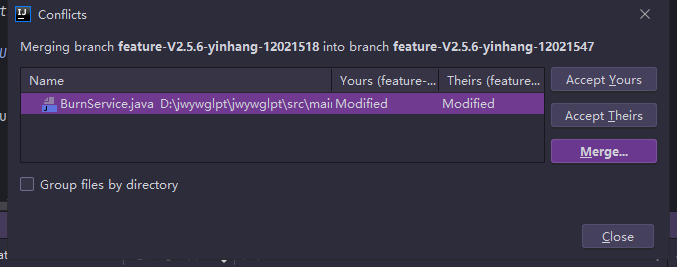 Conflicts
Merging branch feature-V2.5.6-yinhang-12021518 into branch feature-V2.5.6-yinhang-12021547
Name Yours (feature-... Theirs (feature...
BurnService.java D:\jwywglpt\jwywglpt\src\main Modified Modified
Accept Yours
Accept Theirs
Merge...
Group files by directory
Close